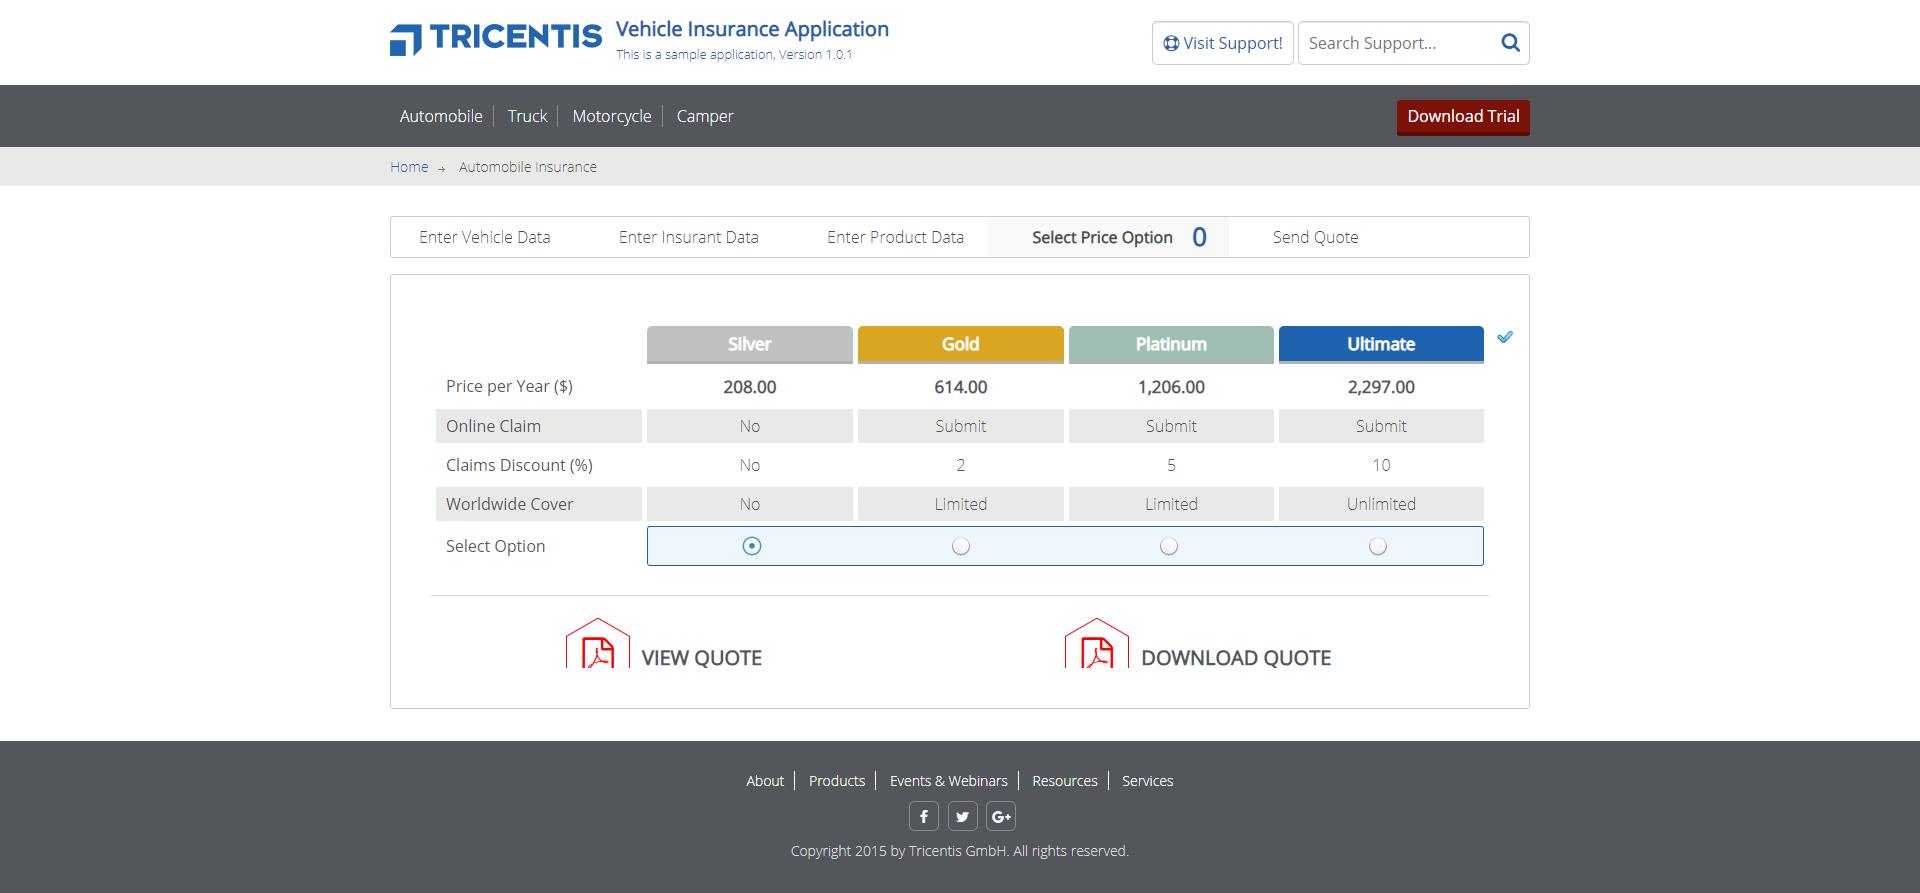 TRICENTIS
Vehicle Insurance Application
This is a sample application, Version 1.0.1
Visit Support!
Search Support...
Automobile
Truck
Motorcycle
Camper
Download Trial
Home → Automobile Insurance
Enter Vehicle Data
Enter Insurant Data
Enter Product Data
Select Price Option 0
Send Quote
Silver Gold Platinum Ultimate
Price per Year ($) 208.00 614.00 1,206.00 2,297.00
Online Claim No Submit Submit Submit
Claims Discount (%) No 2 5 10
Worldwide Cover No Limited Limited Unlimited
Select Option
VIEW QUOTE
DOWNLOAD QUOTE
About Products Events & Webinars Resources Services
f G+
Copyright 2015 by Tricentis GmbH. All rights reserved.